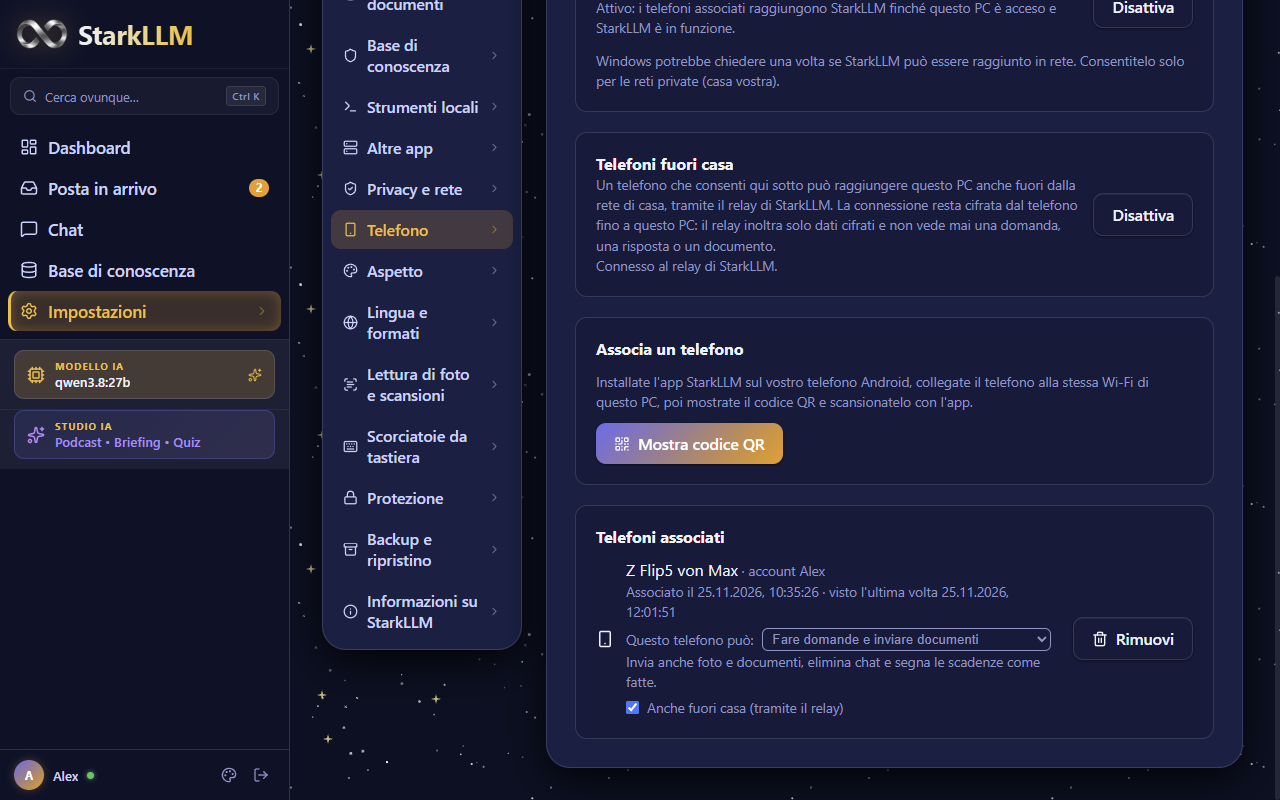 StarkLLM
Cerca ovunque...
Ctrl K
Dashboard
Posta in arrivo
2
Chat
Base di conoscenza
Impostazioni
MODELLO IA
qwen3.8:27b
STUDIO IA
Podcast • Briefing • Quiz
A
Alex
documenti
Base di
conoscenza
Strumenti locali
Altre app
Privacy e rete
Telefono
Aspetto
Lingua e
formati
Lettura di foto
e scansioni
Scorciatoie da
tastiera
Protezione
Backup e
ripristino
Informazioni su
StarkLLM
Attivo: i telefoni associati raggiungono StarkLLM finché questo PC è acceso e
StarkLLM è in funzione.
Disattiva
Windows potrebbe chiedere una volta se StarkLLM può essere raggiunto in rete. Consentitelo solo
per le reti private (casa vostra).
Telefoni fuori casa
Un telefono che consenti qui sotto può raggiungere questo PC anche fuori dalla
rete di casa, tramite il relay di StarkLLM. La connessione resta cifrata dal telefono
fino a questo PC: il relay inoltra solo dati cifrati e non vede mai una domanda,
una risposta o un documento.
Connesso al relay di StarkLLM.
Disattiva
Associa un telefono
Installate l'app StarkLLM sul vostro telefono Android, collegate il telefono alla stessa Wi-Fi di
questo PC, poi mostrate il codice QR e scansionatelo con l'app.
Mostra codice QR
Telefoni associati
Z Flip5 von Max · account Alex
Associato il 25.11.2026, 10:35:26 · visto l'ultima volta 25.11.2026,
12:01:51
Questo telefono può: Fare domande e inviare documenti
Invia anche foto e documenti, elimina chat e segna le scadenze come
fatte.
Anche fuori casa (tramite il relay)
Rimuovi